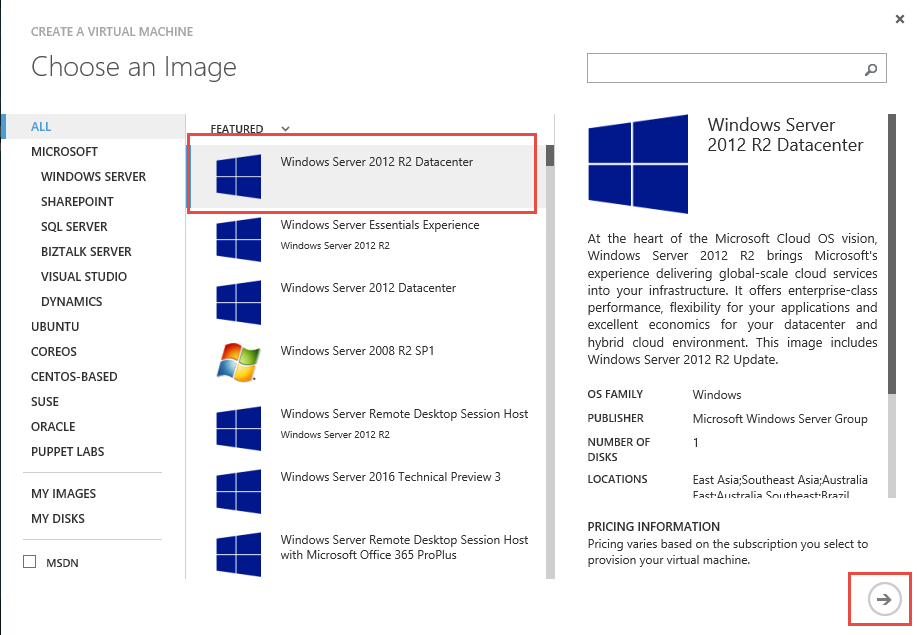 CREATE A VIRTUAL MACHINE
Choose an Image
ALL
MICROSOFT
WINDOWS SERVER
SHAREPOINT
SQL SERVER
BIZTALK SERVER
VISUAL STUDIO
DYNAMICS
UBUNTU
COREOS
CENTOS-BASED
SUSE
ORACLE
PUPPET LABS
MY IMAGES
MY DISKS
MSDN
FEATURED
Windows Server 2012 R2 Datacenter
Windows Server Essentials Experience
Windows Server 2012 R2
Windows Server 2012 Datacenter
Windows Server 2008 R2 SP1
Windows Server Remote Desktop Session Host
Windows Server 2012 R2
Windows Server 2016 Technical Preview 3
Windows Server Remote Desktop Session Host
with Microsoft Office 365 ProPlus
Windows Server
2012 R2 Datacenter
At the heart of the Microsoft Cloud OS vision,
Windows Server 2012 R2 brings Microsoft's
experience delivering global-scale cloud services
into your infrastructure. It offers enterprise-class
performance, flexibility for your applications and
excellent economics for your datacenter and
hybrid cloud environment. This image includes
Windows Server 2012 R2 Update.
OS FAMILY Windows
PUBLISHER Microsoft Windows Server Group
NUMBER OF 1
DISKS
LOCATIONS East Asia;Southeast Asia;Australia
East;Australia Southeast;Brazil
PRICING INFORMATION
Pricing varies based on the subscription you select to
provision your virtual machine.